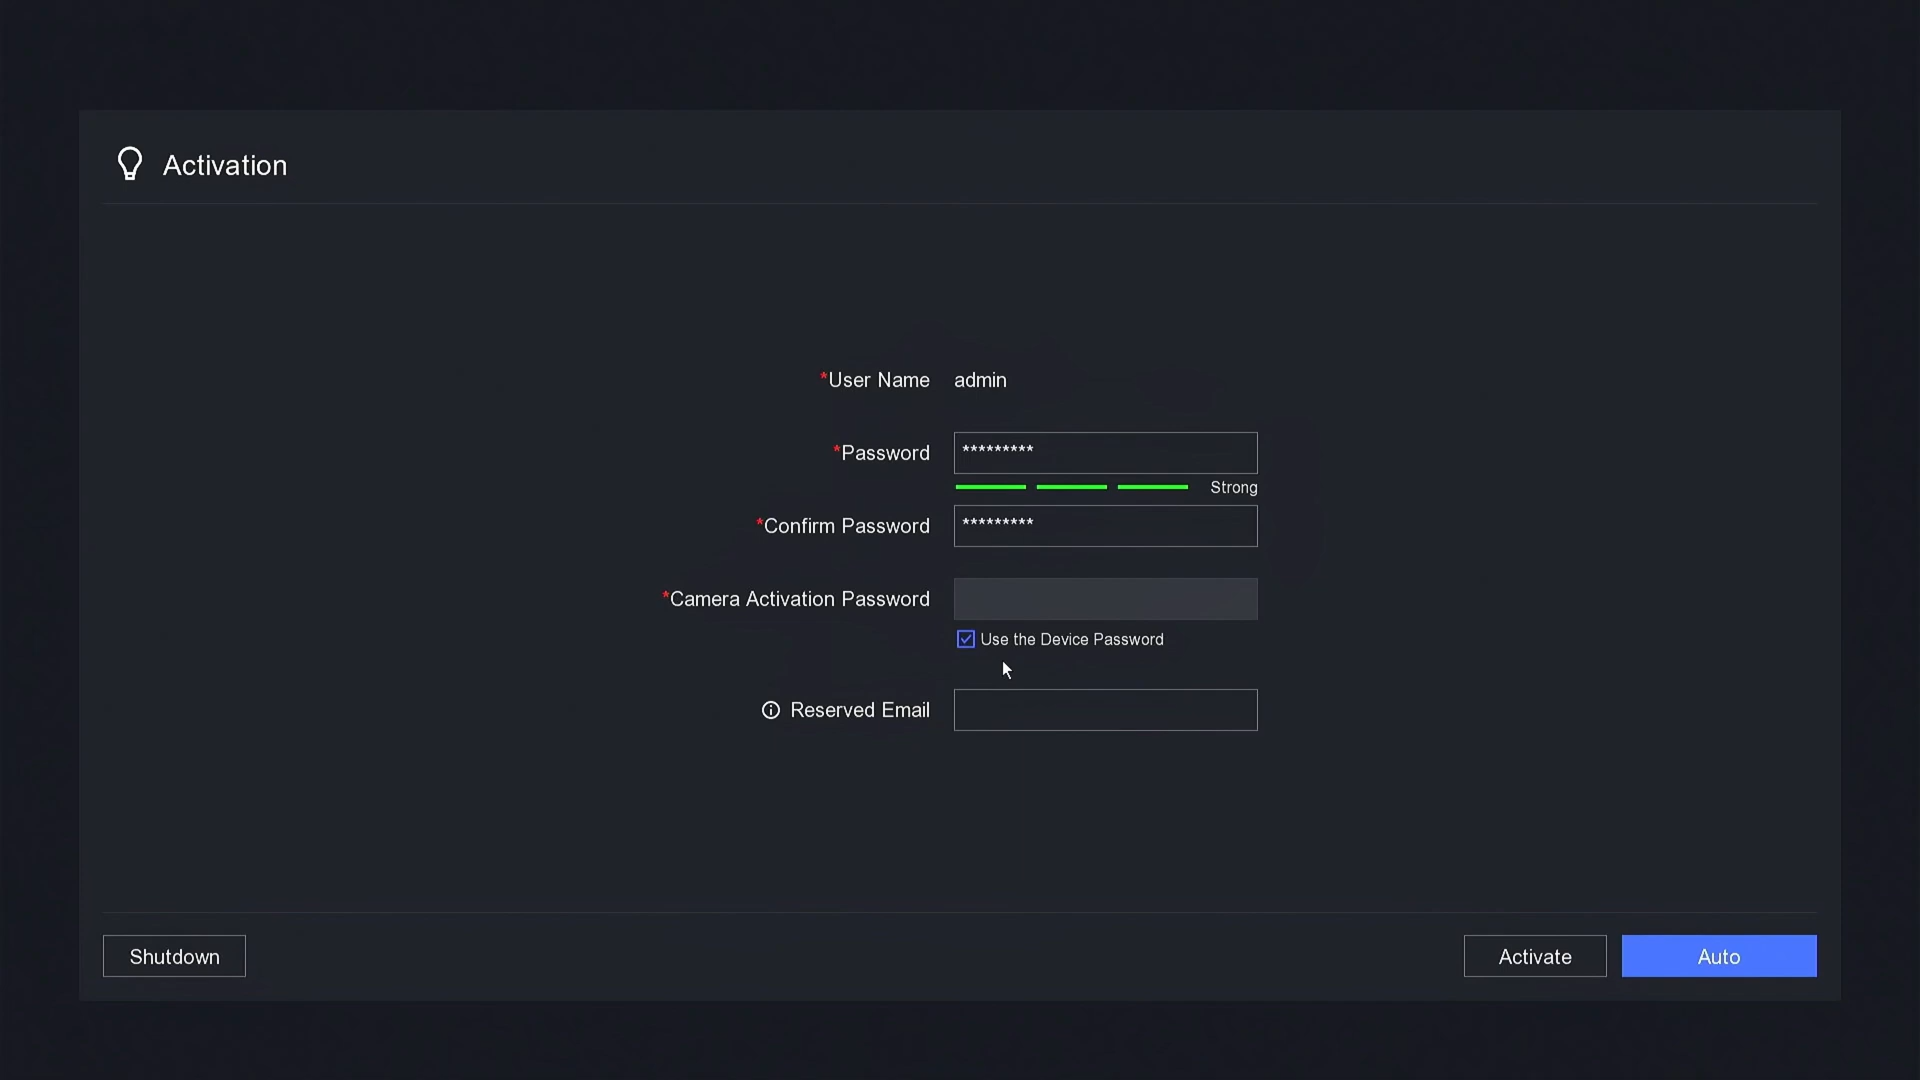 Activation
*User Name admin
*Password *********
Strong
*Confirm Password *********
*Camera Activation Password
Use the Device Password
Reserved Email
Shutdown Activate Auto